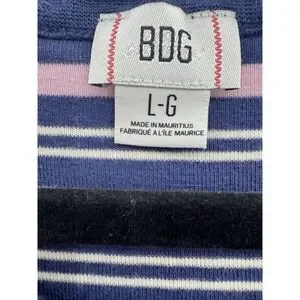 BDG
L-G
MADE IN MAURITIUS
FABRIQUÉ À L'ÎLE MAURICE